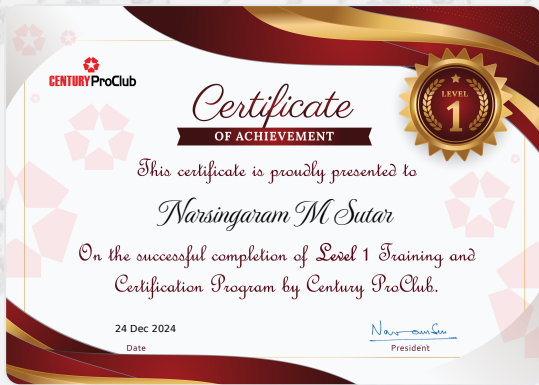 CENTURY ProClub
LEVEL
1
Certificate
OF ACHIEVEMENT
This certificate is proudly presented to
Narsingaram M Sutar
On the successful completion of Level 1 Training and
Certification Program by Century ProClub.
24 Dec 2024
Date
President